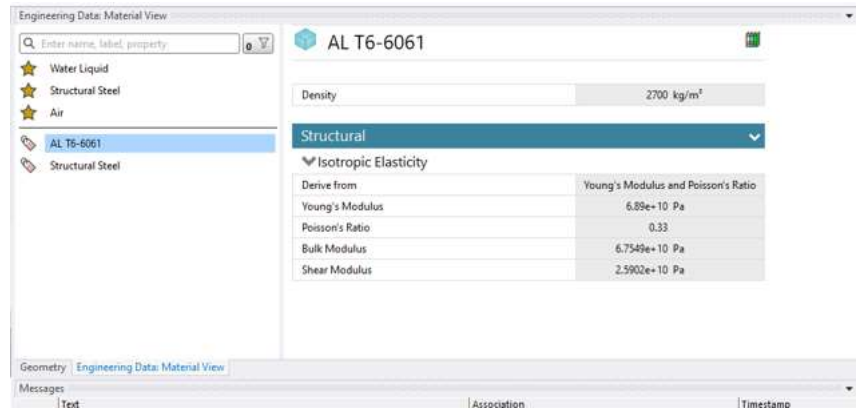 Engineering Data: Material View
Enter name, label, property
0
Water Liquid
Structural Steel
Air
AL T6-6061
Structural Steel
AL T6-6061
Density 2700 kg/m³
Structural
Isotropic Elasticity
Derive from Young's Modulus and Poisson's Ratio
Young's Modulus 6.89e+10 Pa
Poisson's Ratio 0.33
Bulk Modulus 6.7549e+10 Pa
Shear Modulus 2.5902e+10 Pa
Geometry Engineering Data: Material View
Messages
Text Association Timestamp